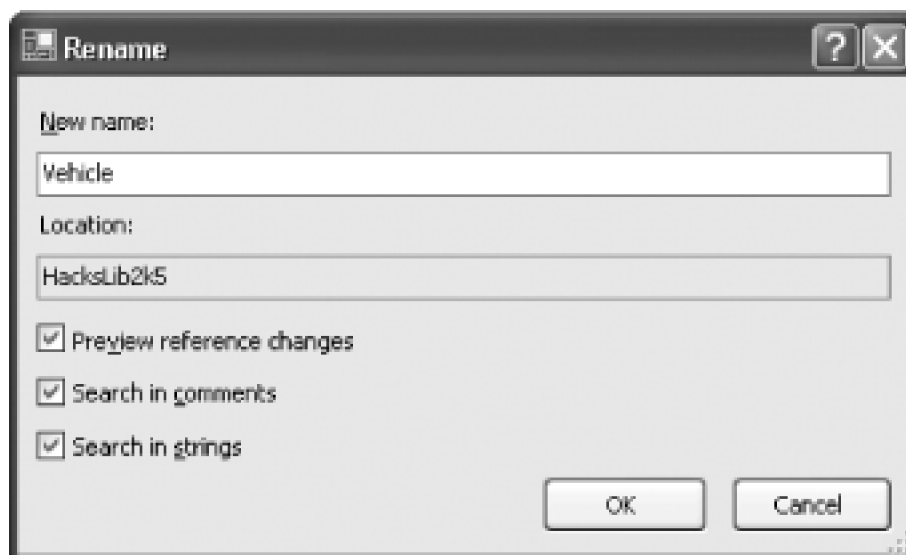 Rename
New name:
Vehicle
Location:
HacksLib2k5
Preview reference changes
Search in comments
Search in strings
OK Cancel